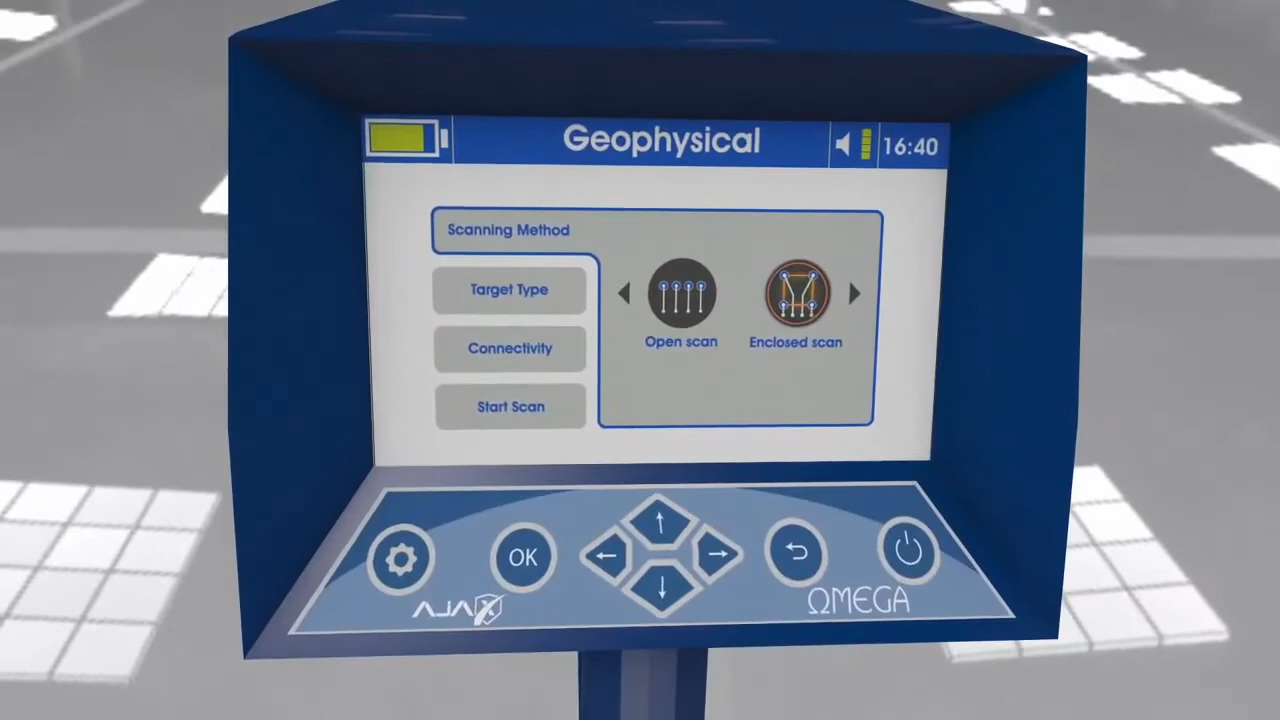 Geophysical
16:40
Scanning Method
Target Type
Connectivity
Start Scan
Open scan
Enclosed scan
OK
AJAX
ΩMEGA